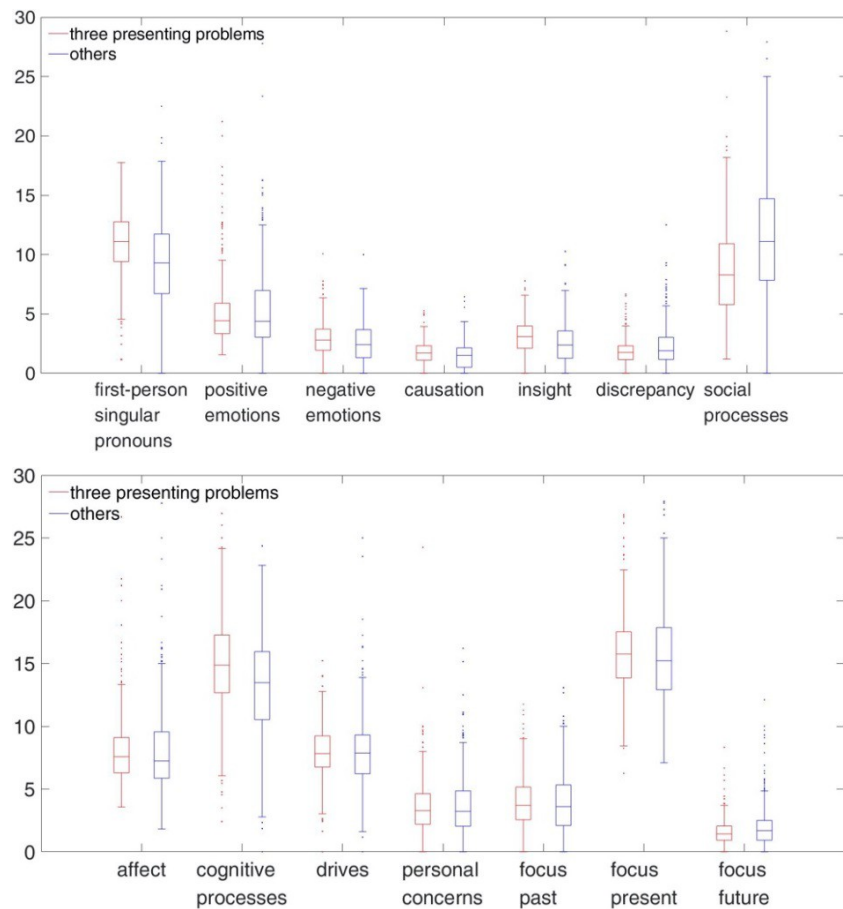 30
three presenting problems
others
25
20
15
10
5
0
first-person singular pronouns
positive emotions
negative emotions
causation
insight
discrepancy
social processes
30
three presenting problems
others
25
20
15
10
5
0
affect
cognitive processes
drives
personal concerns
focus past
focus present
focus future